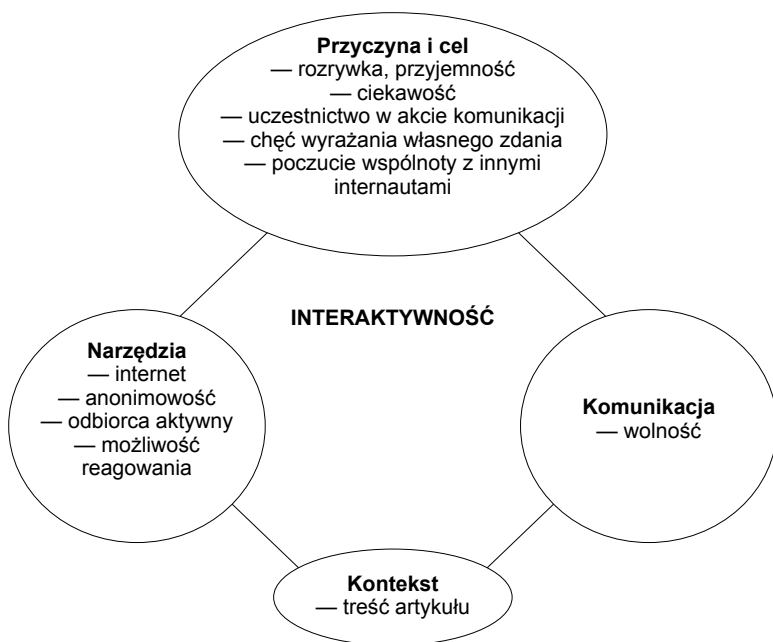 Przyczyna i cel
— rozrywka, przyjemność
— ciekawość
— uczestnictwo w akcie komunikacji
— chęć wyrażania własnego zdania
— poczucie wspólnoty z innymi
internautami
INTERAKTYWNOŚĆ
Narzędzia
— internet
— anonimowość
— odbiorca aktywny
— możliwość
reagowania
Komunikacja
— wolność
Kontekst
— treść artykułu